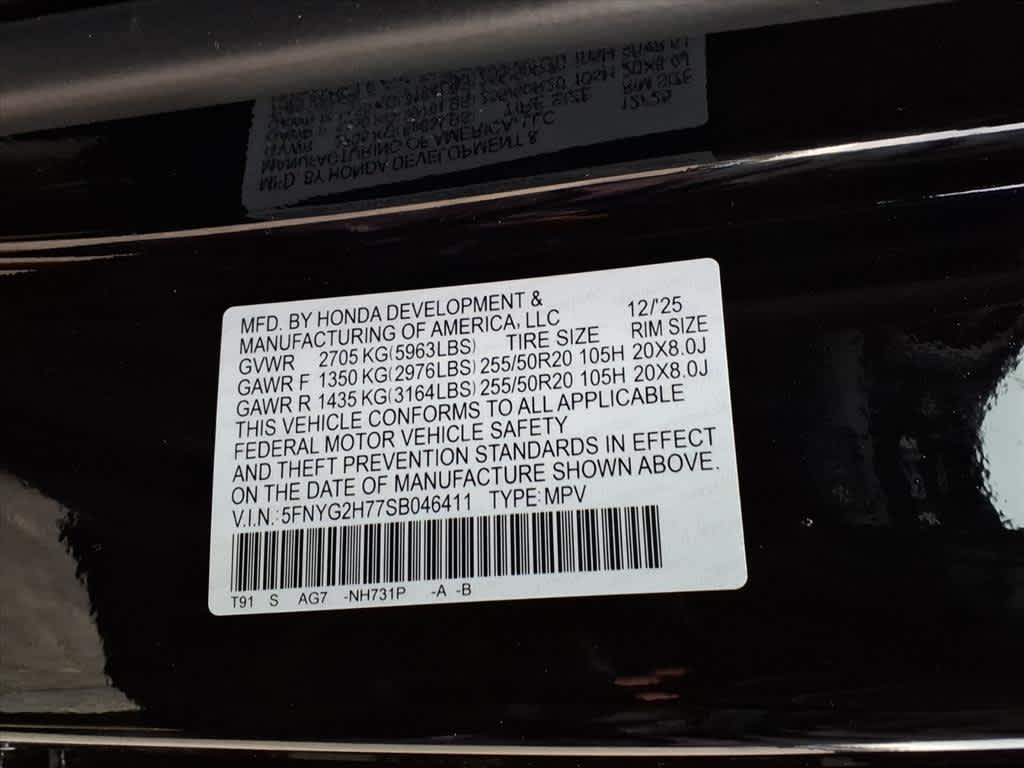 MFD. BY HONDA DEVELOPMENT &
MANUFACTURING OF AMERICA, LLC 12/'25
GVWR 2705 KG(5963LBS) TIRE SIZE RIM SIZE
GAWR F 1350 KG(2976LBS) 255/50R20 105H 20X8.0J
GAWR R 1435 KG(3164LBS) 255/50R20 105H 20X8.0J
THIS VEHICLE CONFORMS TO ALL APPLICABLE
FEDERAL MOTOR VEHICLE SAFETY
AND THEFT PREVENTION STANDARDS IN EFFECT
ON THE DATE OF MANUFACTURE SHOWN ABOVE.
V.I.N.: 5FNYG2H77SB046411 TYPE: MPV
T91 S AG7 -NH731P -A -B